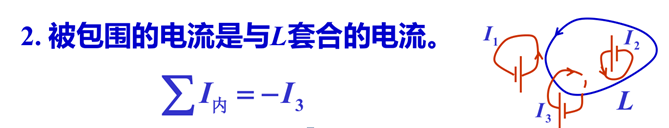 2. 被包围的电流是与L套合的电流。
∑I内 = −I₃
I₁
I₂
I₃
L